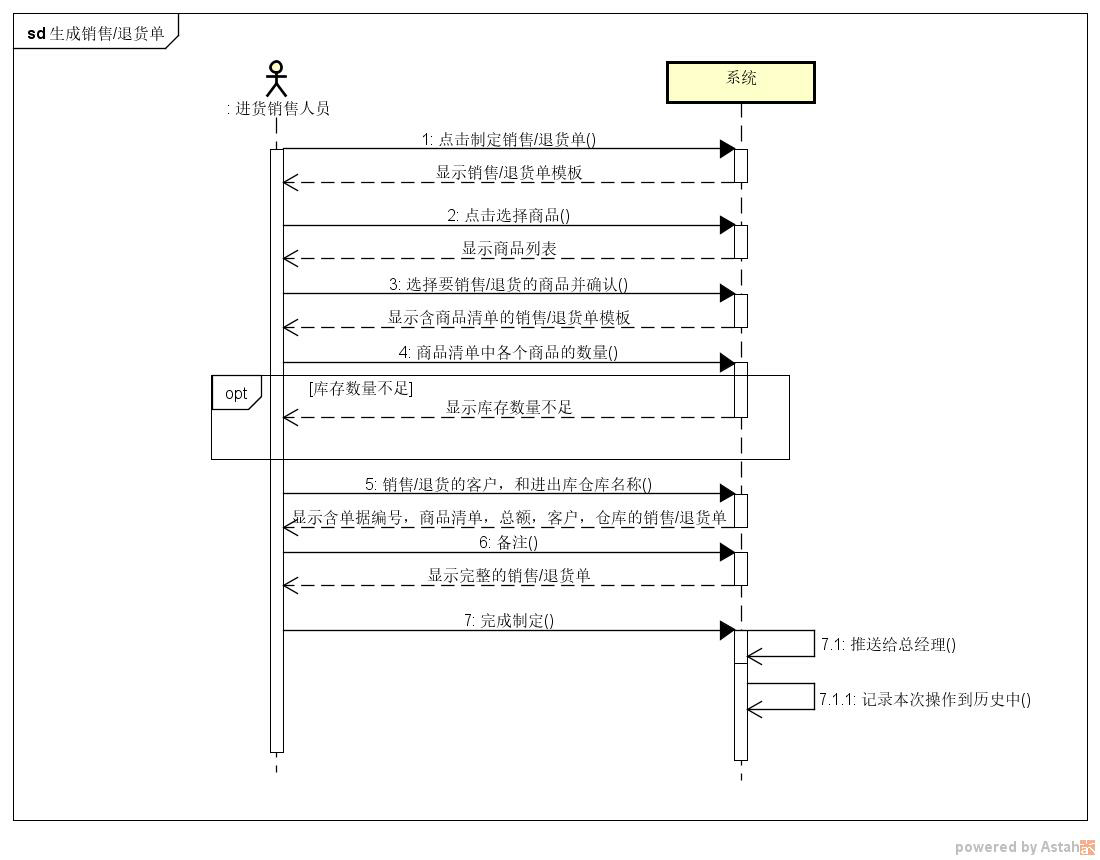 sd 生成销售/退货单
系统
: 进货销售人员
1: 点击制定销售/退货单()
显示销售/退货单模板
2: 点击选择商品()
显示商品列表
3: 选择要销售/退货的商品并确认()
显示含商品清单的销售/退货单模板
4: 商品清单中各个商品的数量()
opt
[库存数量不足]
显示库存数量不足
5: 销售/退货的客户，和进出库仓库名称()
显示含单据编号，商品清单，总额，客户，仓库的销售/退货单
6: 备注()
显示完整的销售/退货单
7: 完成制定()
7.1: 推送给总经理()
7.1.1: 记录本次操作到历史中()
powered by Astah